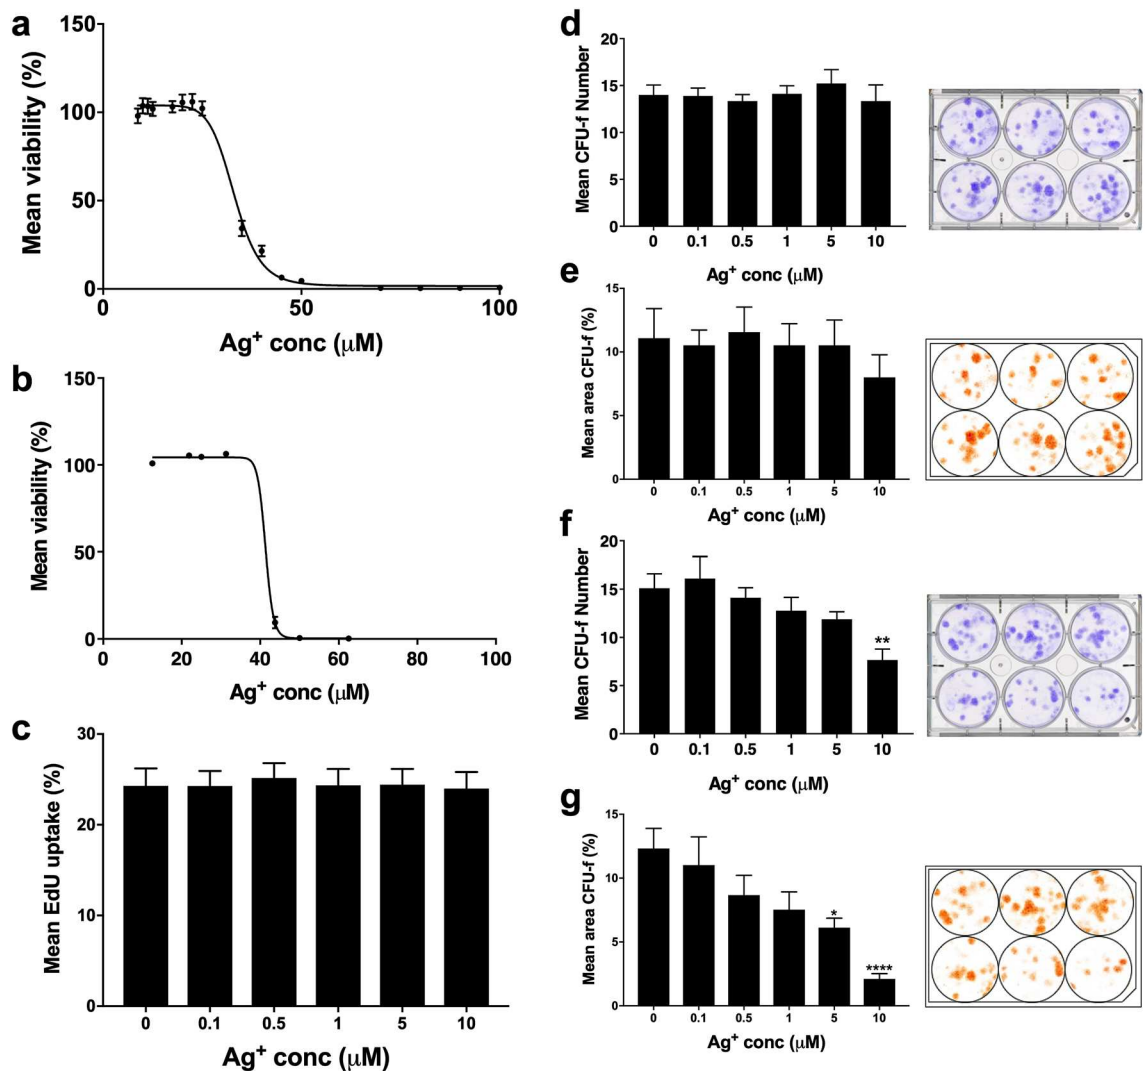 a
150
100
50
0
Mean viability (%)
0 50 100
Ag⁺ conc (μM)
b
150
100
50
0
Mean viability (%)
0 20 40 60 80 100
Ag⁺ conc (μM)
c
30
20
10
0
Mean EdU uptake (%)
0 0.1 0.5 1 5 10
Ag⁺ conc (μM)
d
20
15
10
5
0
Mean CFU-f Number
0 0.1 0.5 1 5 10
Ag⁺ conc (μM)
e
15
10
5
0
Mean area CFU-f (%)
0 0.1 0.5 1 5 10
Ag⁺ conc (μM)
f
20
15
10
5
0
Mean CFU-f Number
**
0 0.1 0.5 1 5 10
Ag⁺ conc (μM)
g
15
10
5
0
Mean area CFU-f (%)
*
****
0 0.1 0.5 1 5 10
Ag⁺ conc (μM)